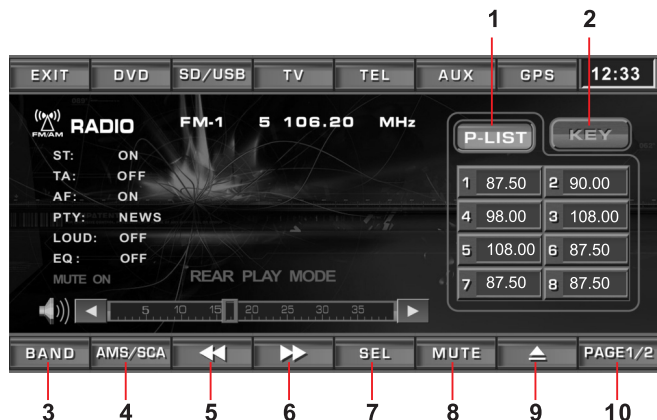 1 2
EXIT DVD SD/USB TV TEL AUX GPS 12:33
FM/AM RADIO FM-1 5 106.20 MHz
P-LIST KEY
ST: ON
TA: OFF
AF: ON
PTY: NEWS
LOUD: OFF
EQ: OFF
MUTE ON REAR PLAY MODE
1 87.50 2 90.00
4 98.00 3 108.00
5 108.00 6 87.50
7 87.50 8 87.50
5 10 15 20 25 30 35
BAND AMS/SCA SEL MUTE PAGE1/2
3 4 5 6 7 8 9 10